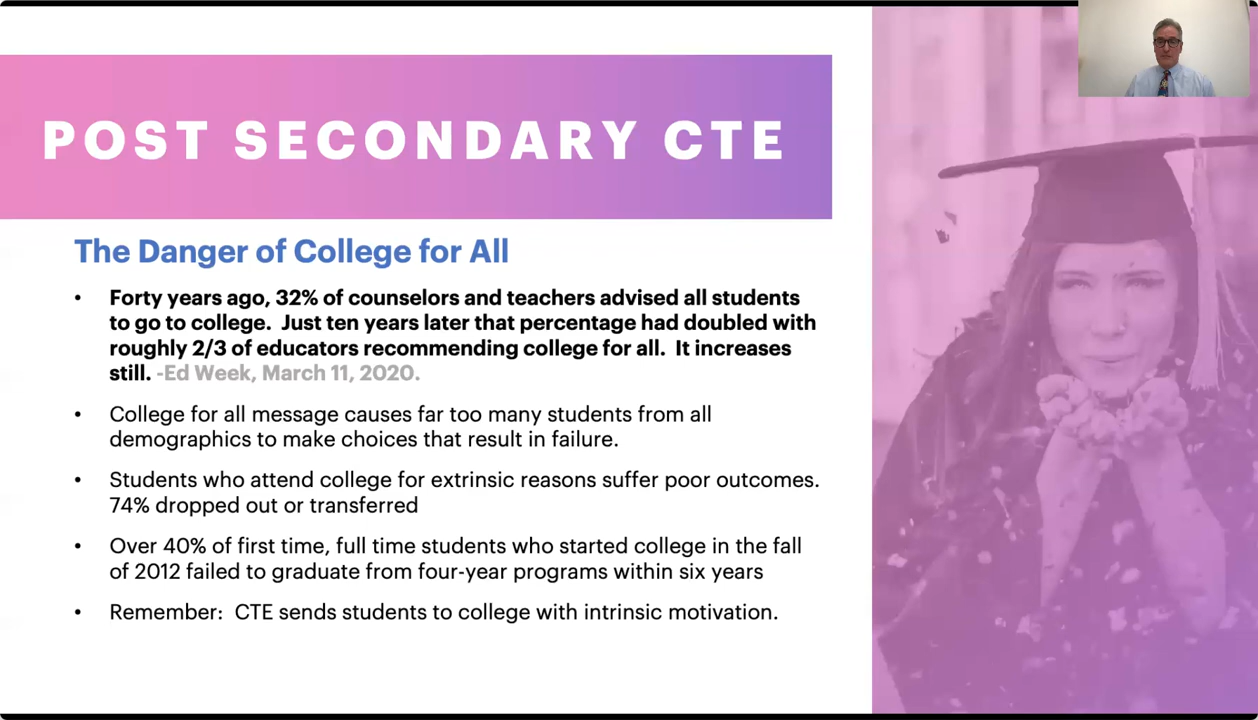 POST SECONDARY CTE
The Danger of College for All
• Forty years ago, 32% of counselors and teachers advised all students
to go to college.  Just ten years later that percentage had doubled with
roughly 2/3 of educators recommending college for all.  It increases
still. -Ed Week, March 11, 2020.
• College for all message causes far too many students from all
demographics to make choices that result in failure.
• Students who attend college for extrinsic reasons suffer poor outcomes.
74% dropped out or transferred
• Over 40% of first time, full time students who started college in the fall
of 2012 failed to graduate from four-year programs within six years
• Remember:  CTE sends students to college with intrinsic motivation.